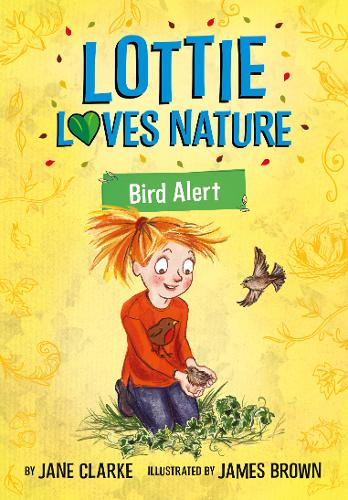 LOTTIE
LOVES NATURE
Bird Alert
BY JANE CLARKE ILLUSTRATED BY JAMES BROWN